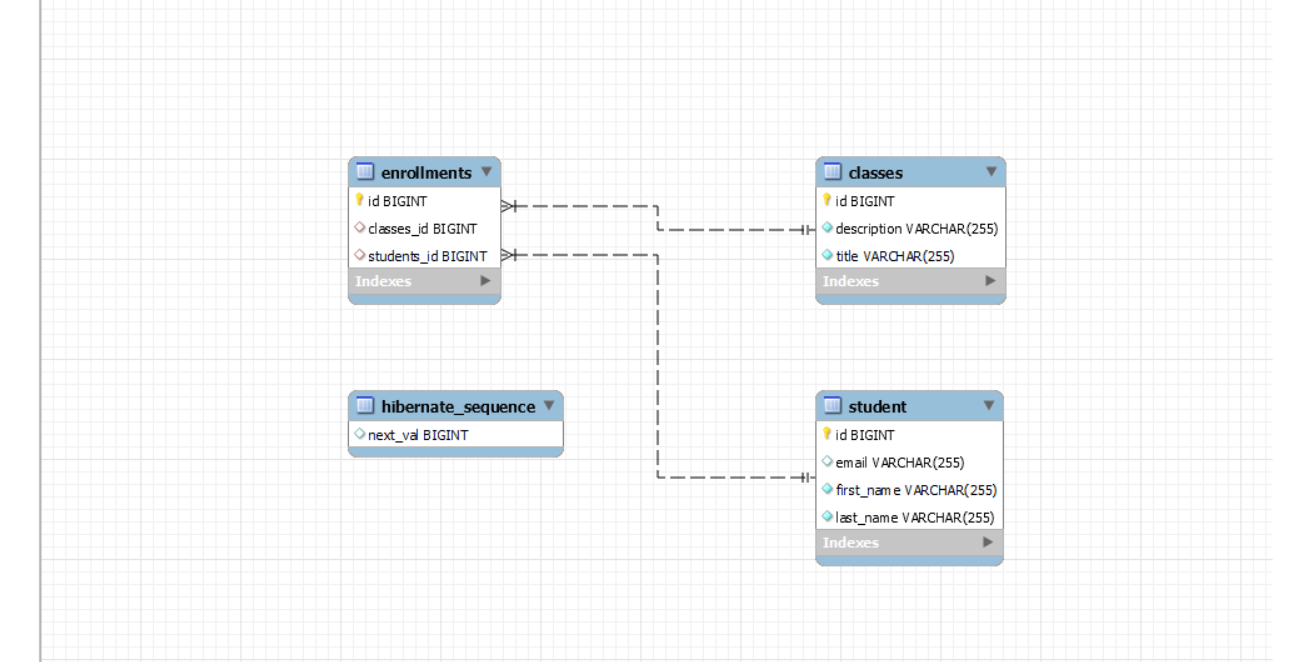 enrollments
id BIGINT
classes_id BIGINT
students_id BIGINT
Indexes
classes
id BIGINT
description VARCHAR(255)
title VARCHAR(255)
Indexes
hibernate_sequence
next_val BIGINT
student
id BIGINT
email VARCHAR(255)
first_name VARCHAR(255)
last_name VARCHAR(255)
Indexes